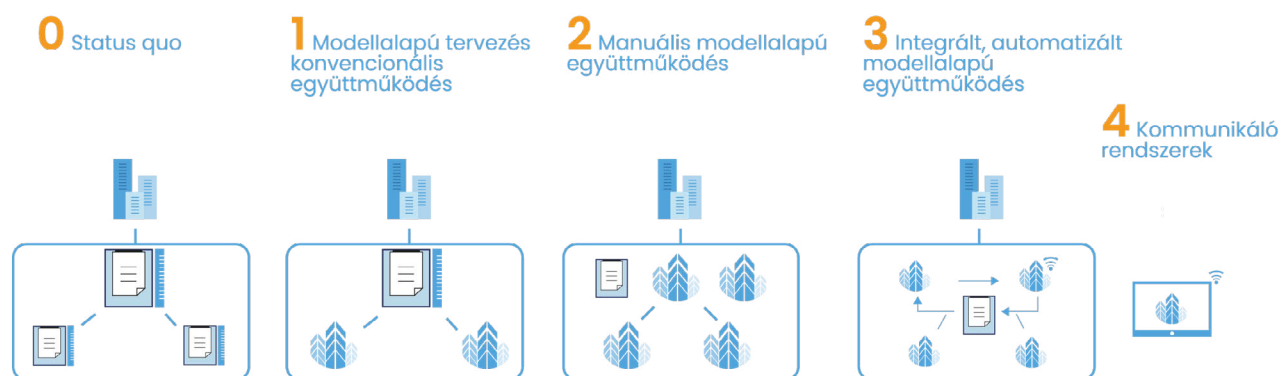 0 Status quo
1 Modellalapú tervezés
konvencionális
együttműködés
2 Manuális modellalapú
együttműködés
3 Integrált, automatizált
modellalapú
együttműködés
4 Kommunikáló
rendszerek